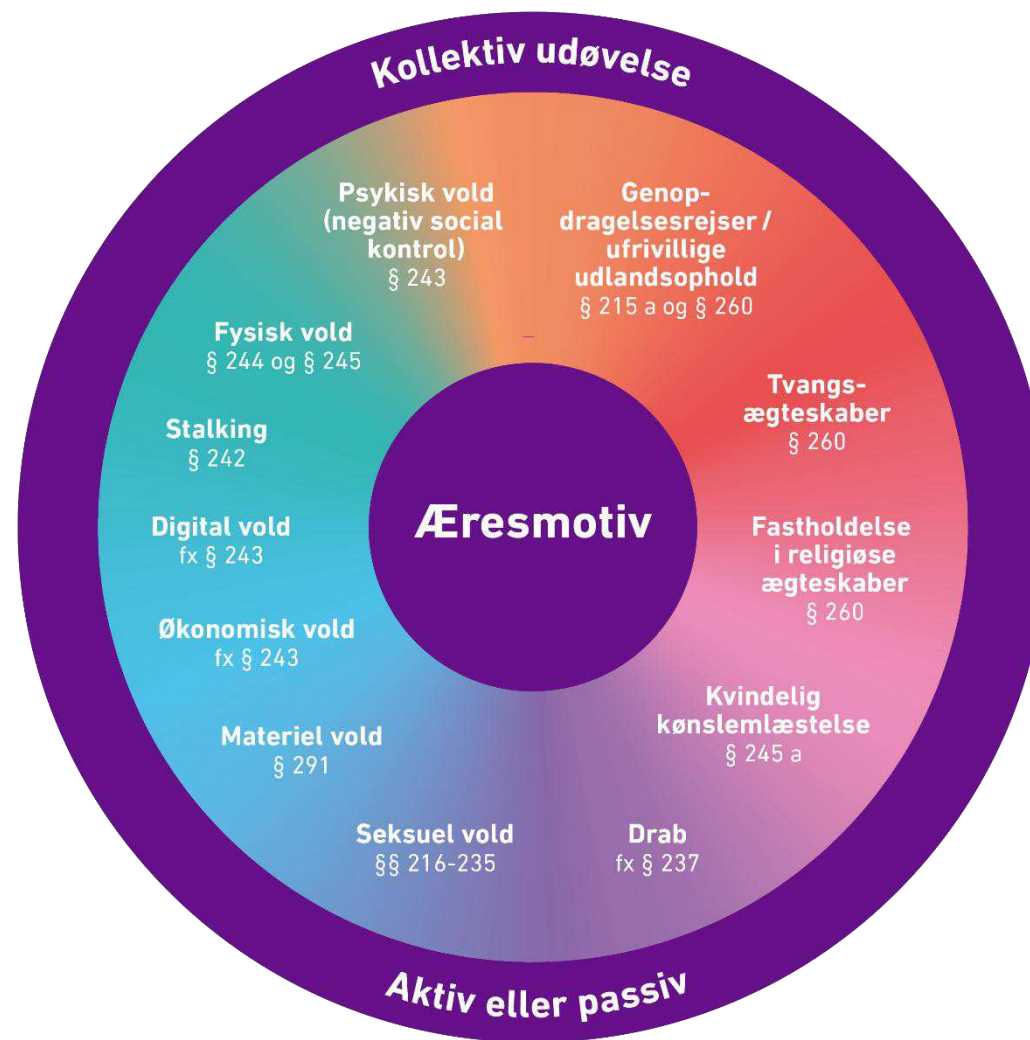 Kollektiv udøvelse
Psykisk vold
(negativ social
kontrol)
§ 243
Genop-
dragelsesrejser /
ufrivillige
udlandsophold
§ 215 a og § 260
Fysisk vold
§ 244 og § 245
Tvangs-
ægteskaber
§ 260
Stalking
§ 242
Æresmotiv
Digital vold
fx § 243
Fastholdelse
i religiøse
ægteskaber
§ 260
Økonomisk vold
fx § 243
Kvindelig
kønslemlæstelse
§ 245 a
Materiel vold
§ 291
Seksuel vold
§§ 216-235
Drab
fx § 237
Aktiv eller passiv